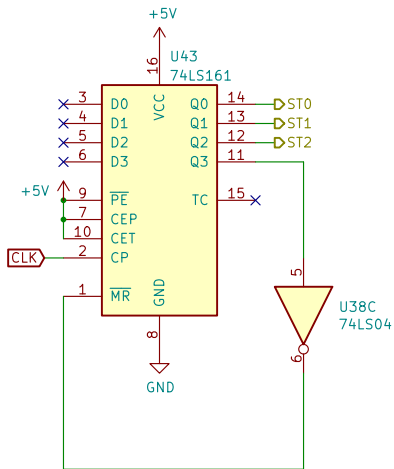 +5V
U43
74LS161
16
VCC
3 D0 Q0 14 ST0
4 D1 Q1 13 ST1
5 D2 Q2 12 ST2
6 D3 Q3 11
+5V
9 PE TC 15
7 CEP
10 CET
CLK 2 CP
1 MR
GND
8
GND
5
U38C
74LS04
6